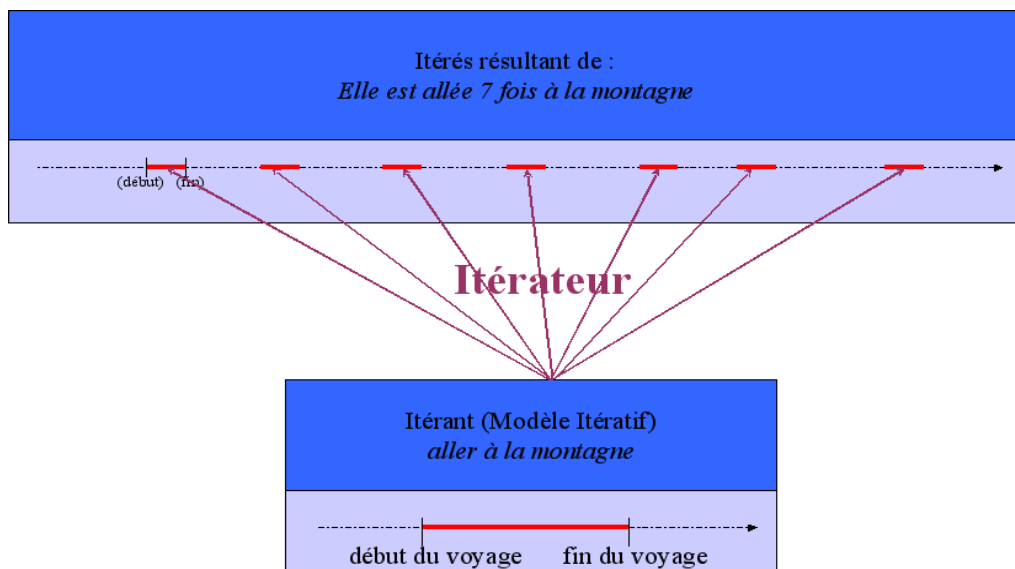 Itérés résultant de :
Elle est allée 7 fois à la montagne
(début) (fin)
Itérateur
Itérant (Modèle Itératif)
aller à la montagne
début du voyage fin du voyage